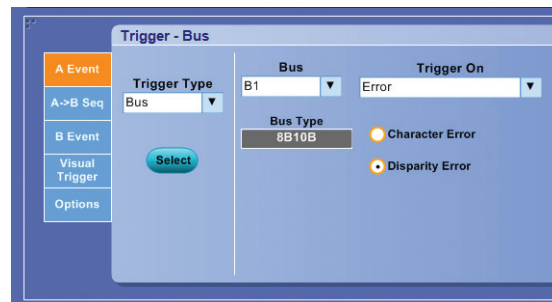 Trigger - Bus
A Event
A->B Seq
B Event
Visual
Trigger
Options
Trigger Type
Bus
Select
Bus
B1
Bus Type
8B10B
Trigger On
Error
Character Error
Disparity Error